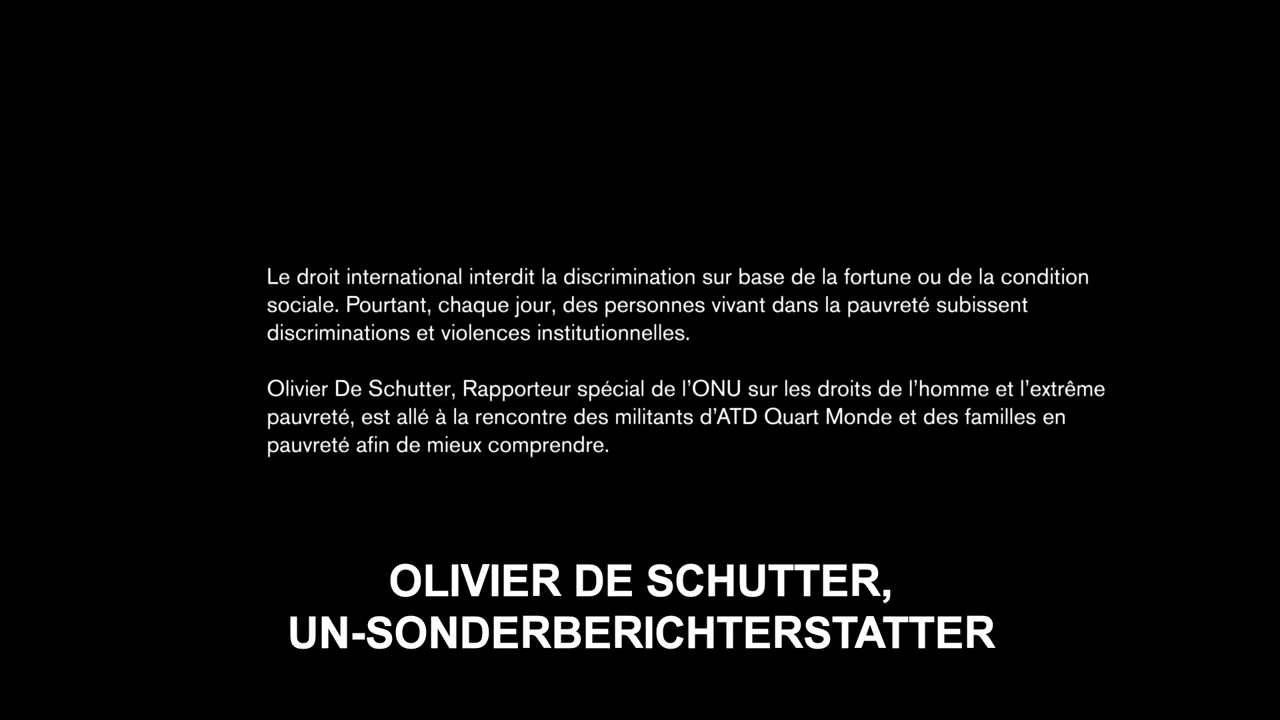 Le droit international interdit la discrimination sur base de la fortune ou de la condition
sociale. Pourtant, chaque jour, des personnes vivant dans la pauvreté subissent
discriminations et violences institutionnelles.
Olivier De Schutter, Rapporteur spécial de l’ONU sur les droits de l’homme et l’extrême
pauvreté, est allé à la rencontre des militants d’ATD Quart Monde et des familles en
pauvreté afin de mieux comprendre.
OLIVIER DE SCHUTTER,
UN-SONDERBERICHTERSTATTER